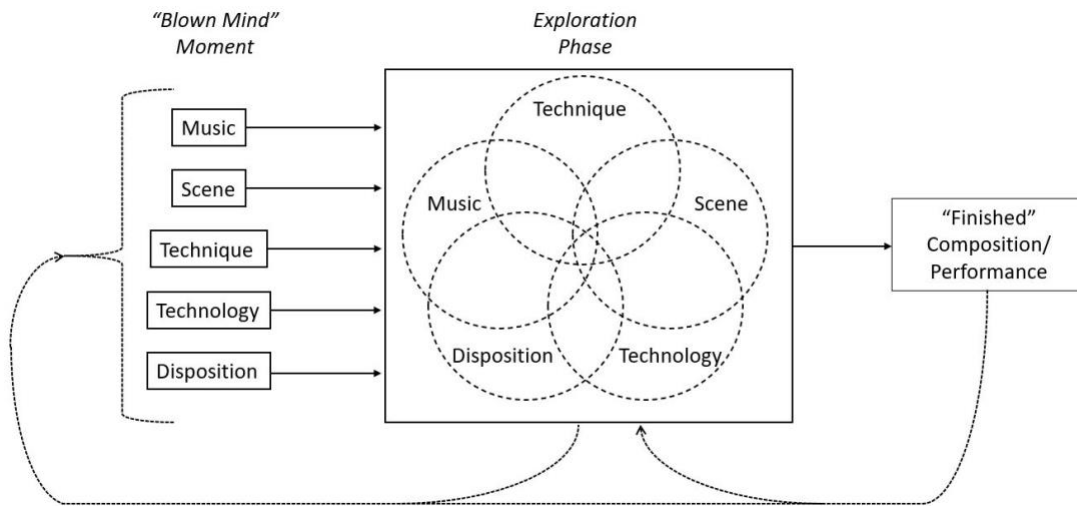 “Blown Mind”
Moment
Exploration
Phase
Music
Scene
Technique
Technology
Disposition
Technique
Music
Scene
Disposition
Technology
“Finished”
Composition/
Performance